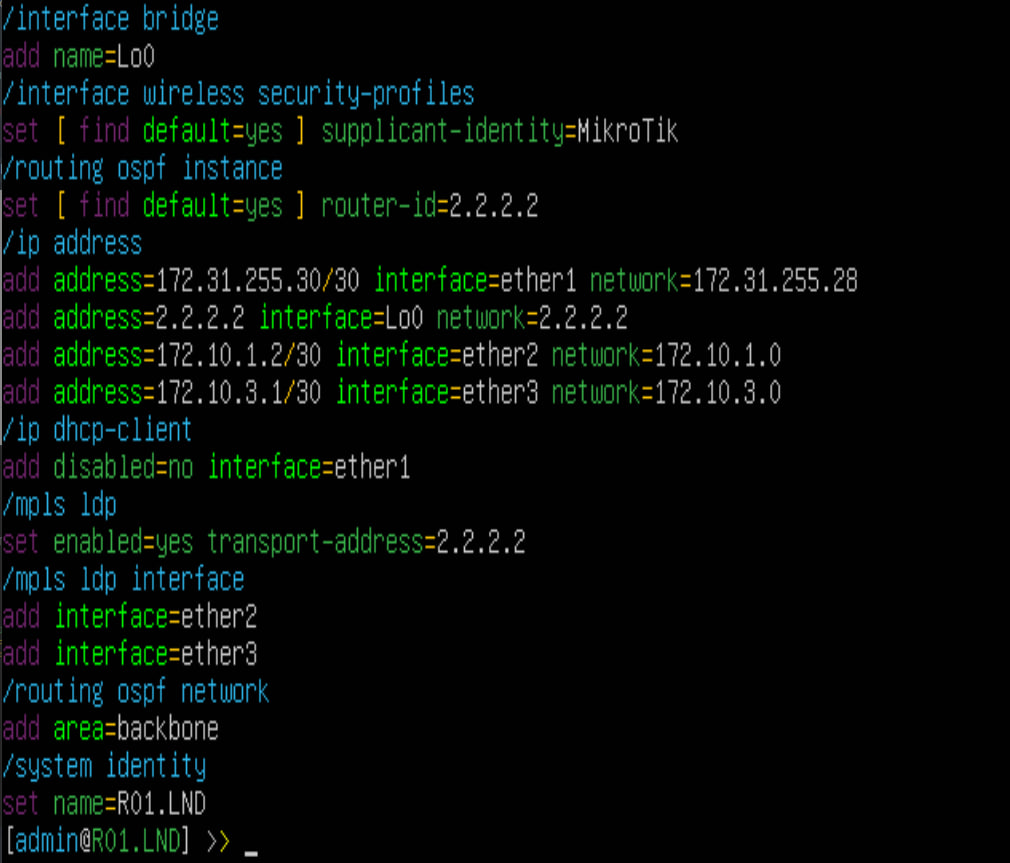 /interface bridge
add name=Lo0
/interface wireless security-profiles
set [ find default=yes ] supplicant-identity=MikroTik
/routing ospf instance
set [ find default=yes ] router-id=2.2.2.2
/ip address
add address=172.31.255.30/30 interface=ether1 network=172.31.255.28
add address=2.2.2.2 interface=Lo0 network=2.2.2.2
add address=172.10.1.2/30 interface=ether2 network=172.10.1.0
add address=172.10.3.1/30 interface=ether3 network=172.10.3.0
/ip dhcp-client
add disabled=no interface=ether1
/mpls ldp
set enabled=yes transport-address=2.2.2.2
/mpls ldp interface
add interface=ether2
add interface=ether3
/routing ospf network
add area=backbone
/system identity
set name=R01.LND
[admin@R01.LND] >> _